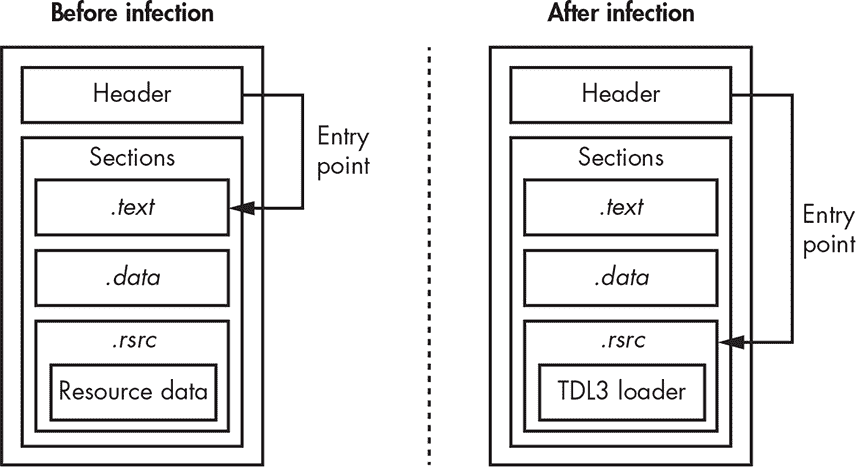 Before infection
Header
Entry
point
Sections
.text
.data
.rsrc
Resource data
After infection
Header
Sections
.text
Entry
point
.data
.rsrc
TDL3 loader